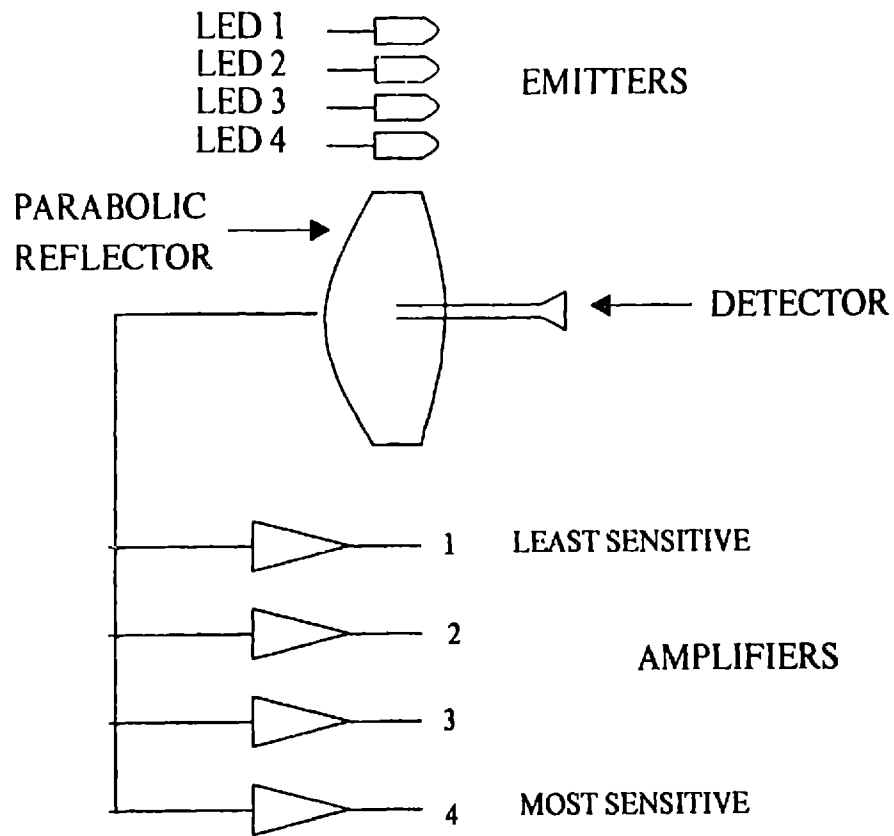 LED 1
LED 2
LED 3
LED 4
EMITTERS
PARABOLIC
REFLECTOR
DETECTOR
1 LEAST SENSITIVE
2
AMPLIFIERS
3
4 MOST SENSITIVE